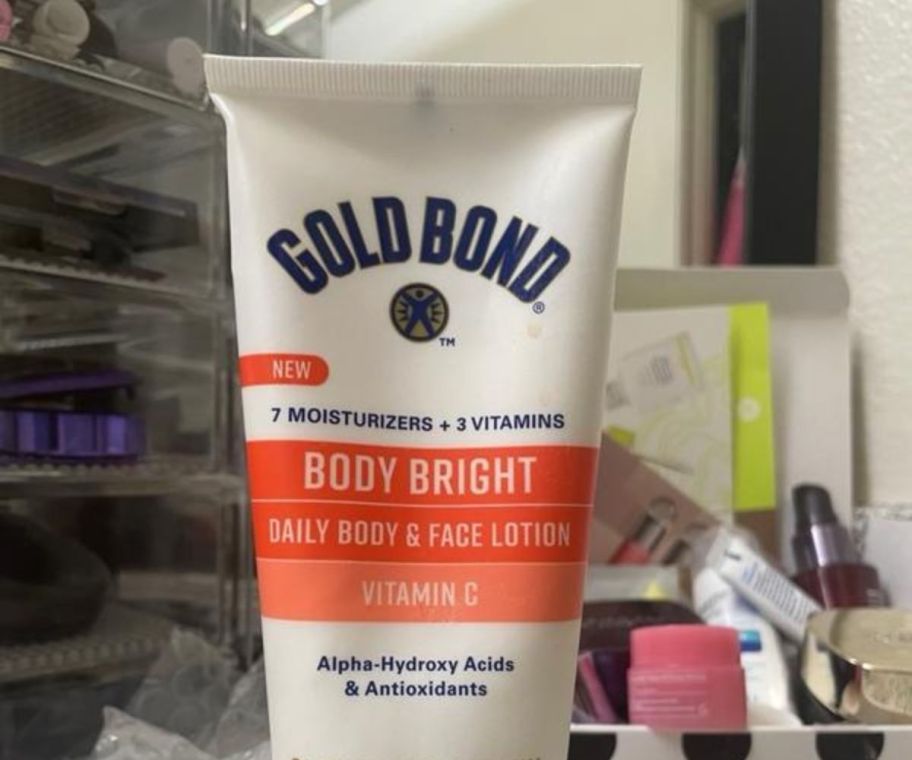 GOLD BOND®
TM
NEW
7 MOISTURIZERS + 3 VITAMINS
BODY BRIGHT
DAILY BODY & FACE LOTION
VITAMIN C
Alpha-Hydroxy Acids
& Antioxidants